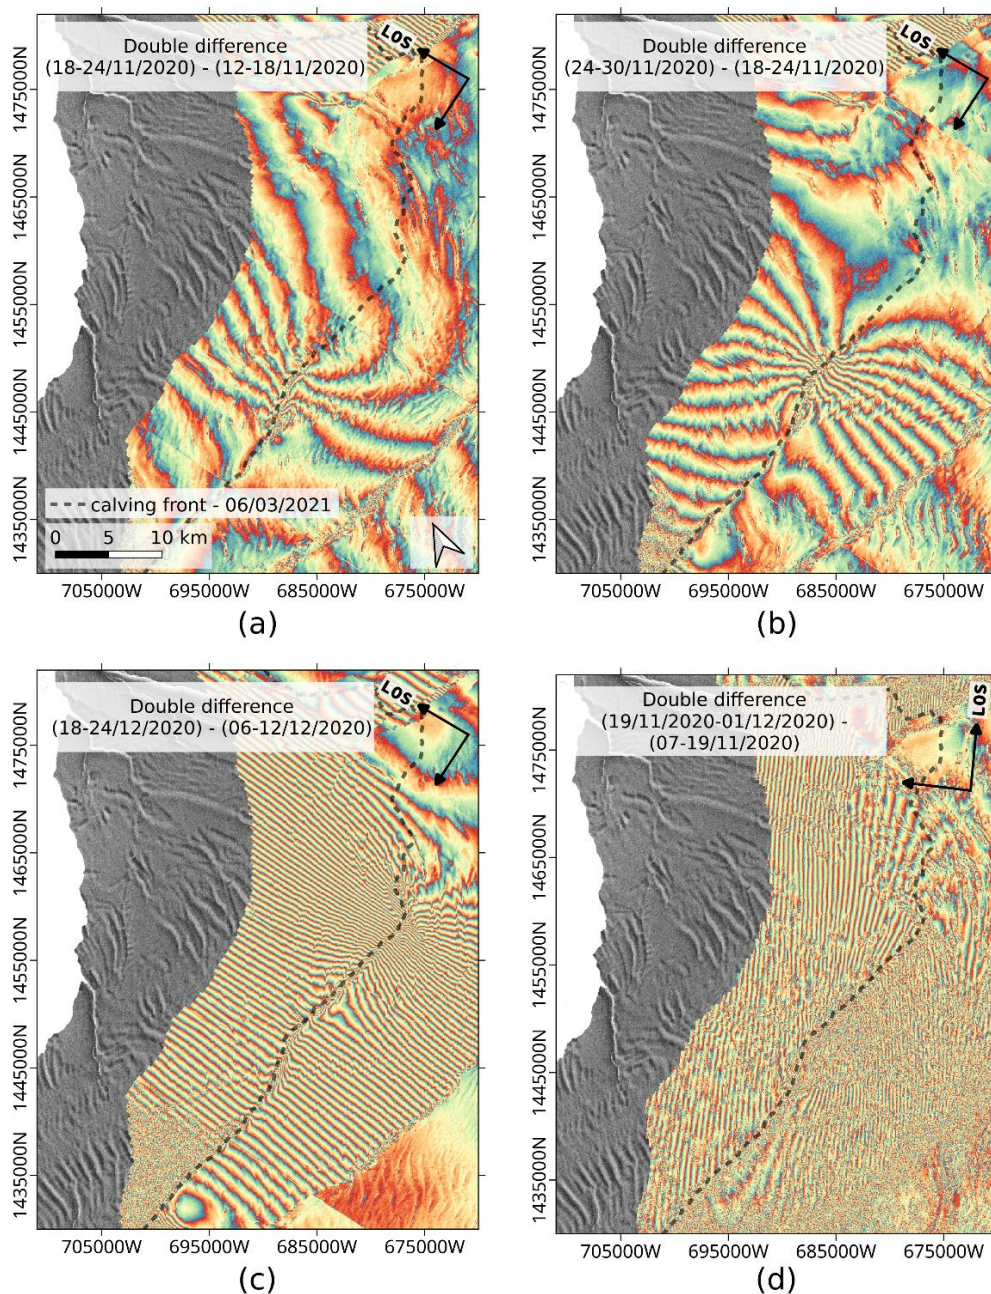 Double difference
(18-24/11/2020) - (12-18/11/2020)
LOS
1475000N
1465000N
1455000N
1445000N
1435000N
calving front - 06/03/2021
0 5 10 km
705000W 695000W 685000W 675000W
(a)
Double difference
(24-30/11/2020) - (18-24/11/2020)
LOS
1475000N
1465000N
1455000N
1445000N
1435000N
705000W 695000W 685000W 675000W
(b)
Double difference
(18-24/12/2020) - (06-12/12/2020)
LOS
1475000N
1465000N
1455000N
1445000N
1435000N
705000W 695000W 685000W 675000W
(c)
Double difference
(19/11/2020-01/12/2020) -
(07-19/11/2020)
LOS
1475000N
1465000N
1455000N
1445000N
1435000N
705000W 695000W 685000W 675000W
(d)